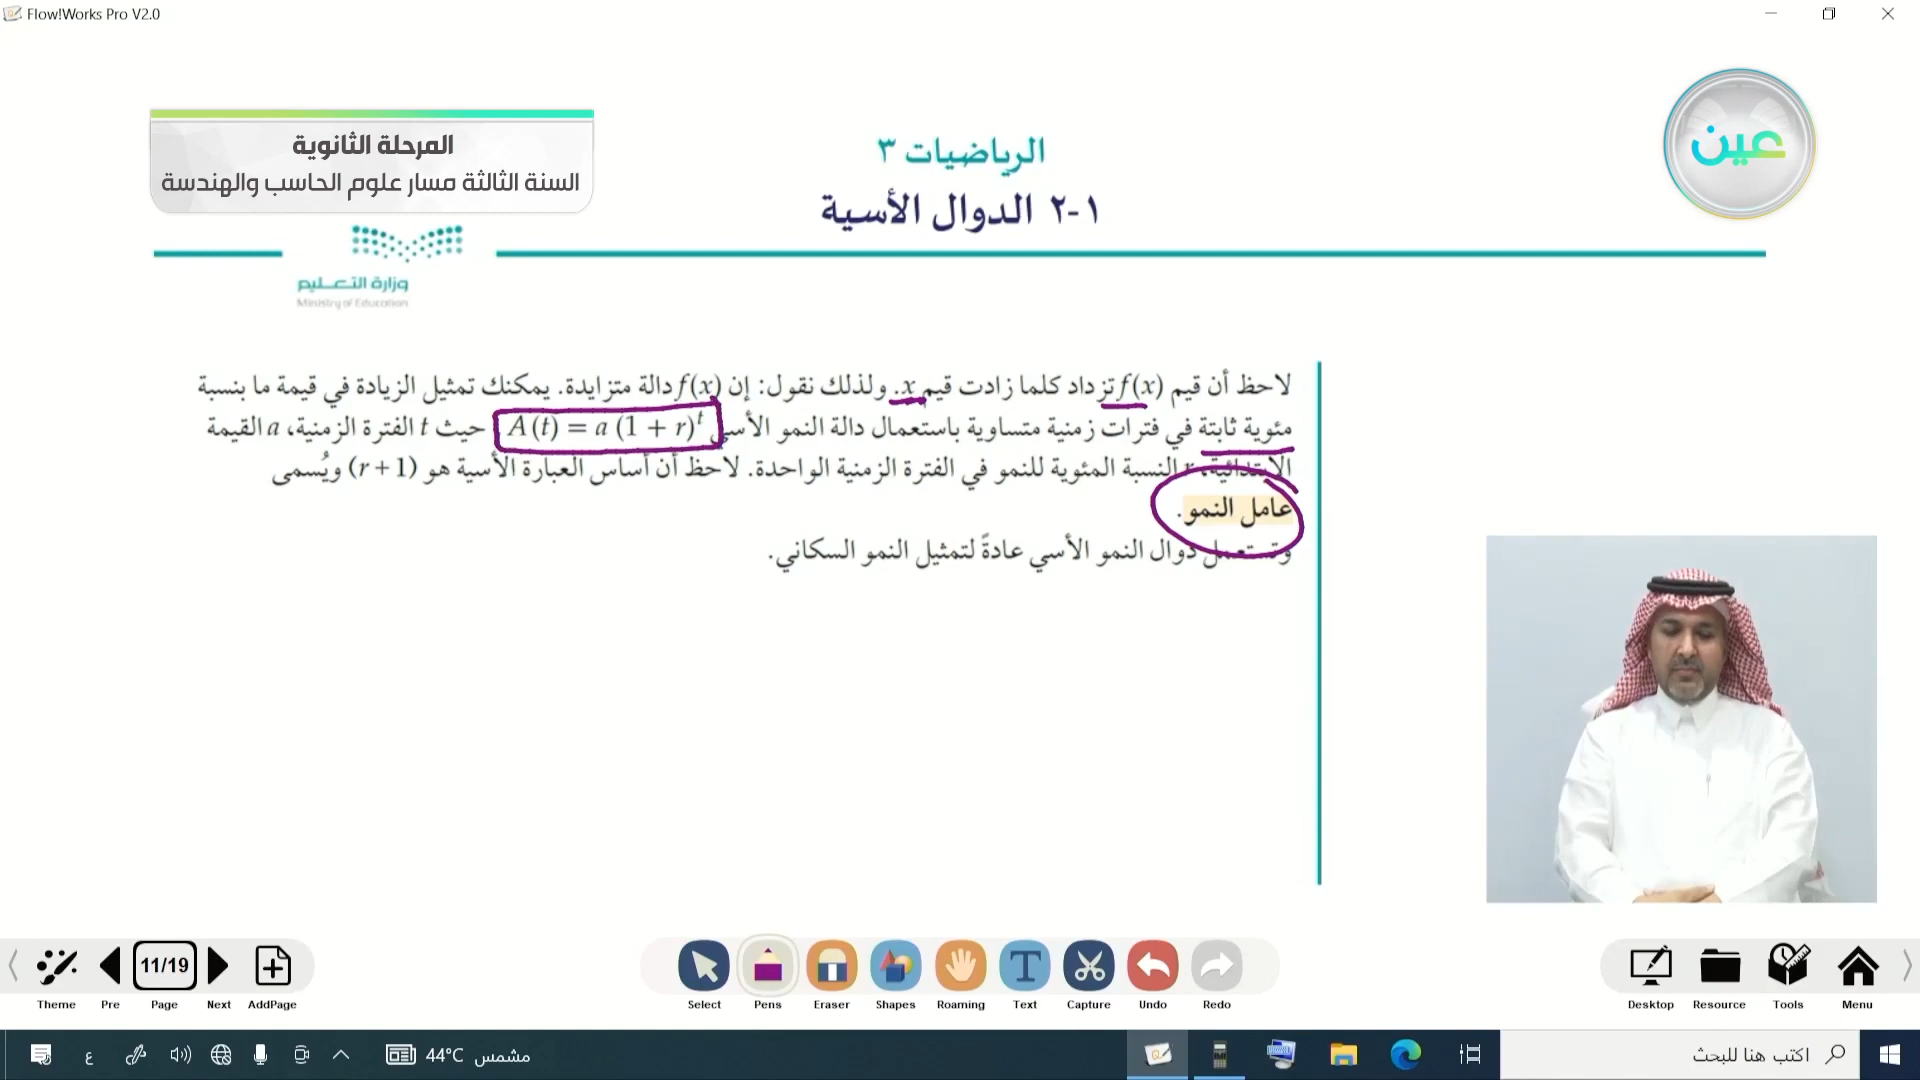 Flow!Works Pro V2.0
عين
المرحلة الثانوية
السنة الثالثة مسار علوم الحاسب والهندسة
الرياضيات ٣
٢-١ الدوال الأسية
وزارة التعليم
Ministry of Education
لاحظ أن قيم f(x) تزداد كلما زادت قيم x. ولذلك نقول: إن f(x) دالة متزايدة. يمكنك تمثيل الزيادة في قيمة ما بنسبة
مئوية ثابتة في فترات زمنية متساوية باستعمال دالة النمو الأسي A(t) = a (1 + r)^t حيث t الفترة الزمنية، a القيمة
الابتدائية، r النسبة المئوية للنمو في الفترة الزمنية الواحدة. لاحظ أن أساس العبارة الأسية هو (r + 1) ويُسمى
عامل النمو.
وتستعمل دوال النمو الأسي عادةً لتمثيل النمو السكاني.
11/19
Theme Pre Page Next AddPage
Select Pens Eraser Shapes Roaming Text Capture Undo Redo
Desktop Resource Tools Menu
ع
44°C مشمس
اكتب هنا للبحث